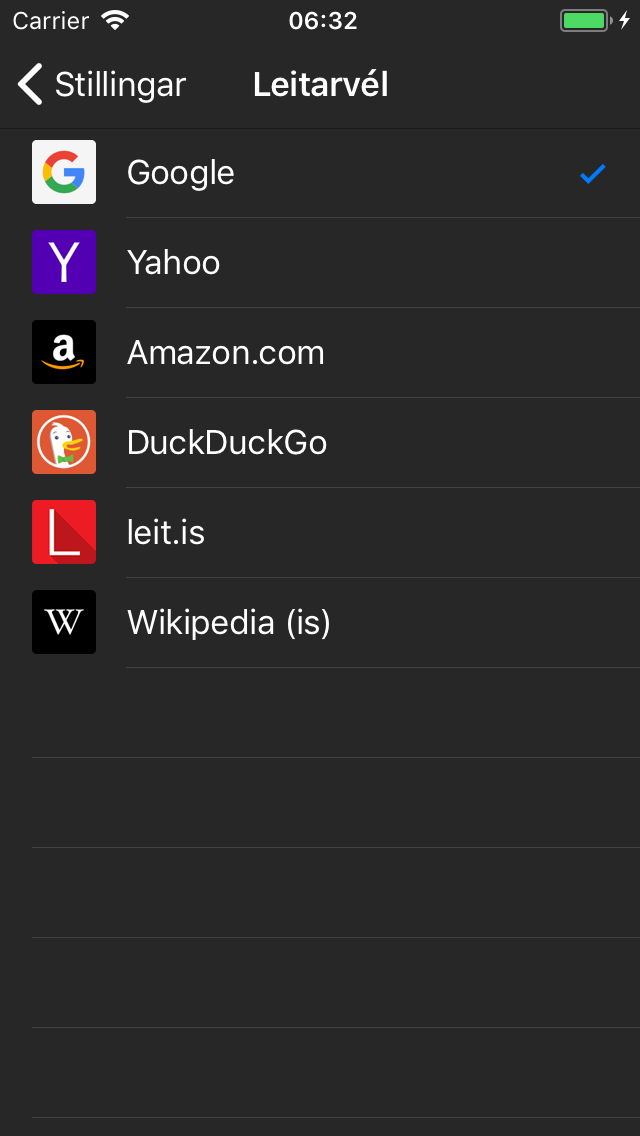 Carrier 06:32
Stillingar Leitarvél
Google
Yahoo
Amazon.com
DuckDuckGo
leit.is
Wikipedia (is)